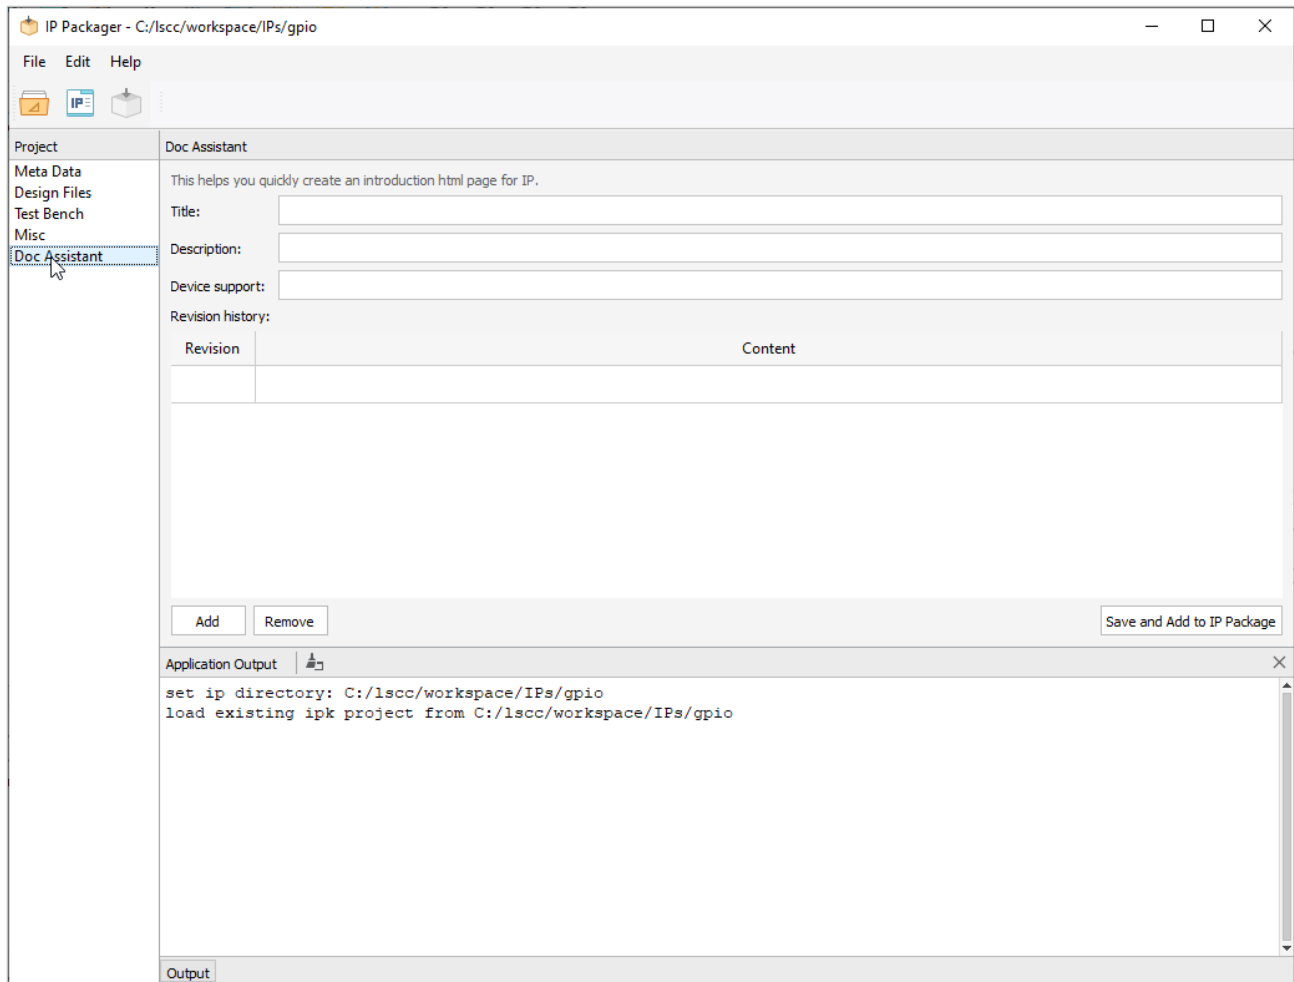 IP Packager - C:/lscc/workspace/IPs/gpio
File Edit Help
IP
Project
Doc Assistant
Meta Data
Design Files
Test Bench
Misc
Doc Assistant
This helps you quickly create an introduction html page for IP.
Title:
Description:
Device support:
Revision history:
Revision Content
Add Remove Save and Add to IP Package
Application Output
set ip directory: C:/lscc/workspace/IPs/gpio
load existing ipk project from C:/lscc/workspace/IPs/gpio
Output